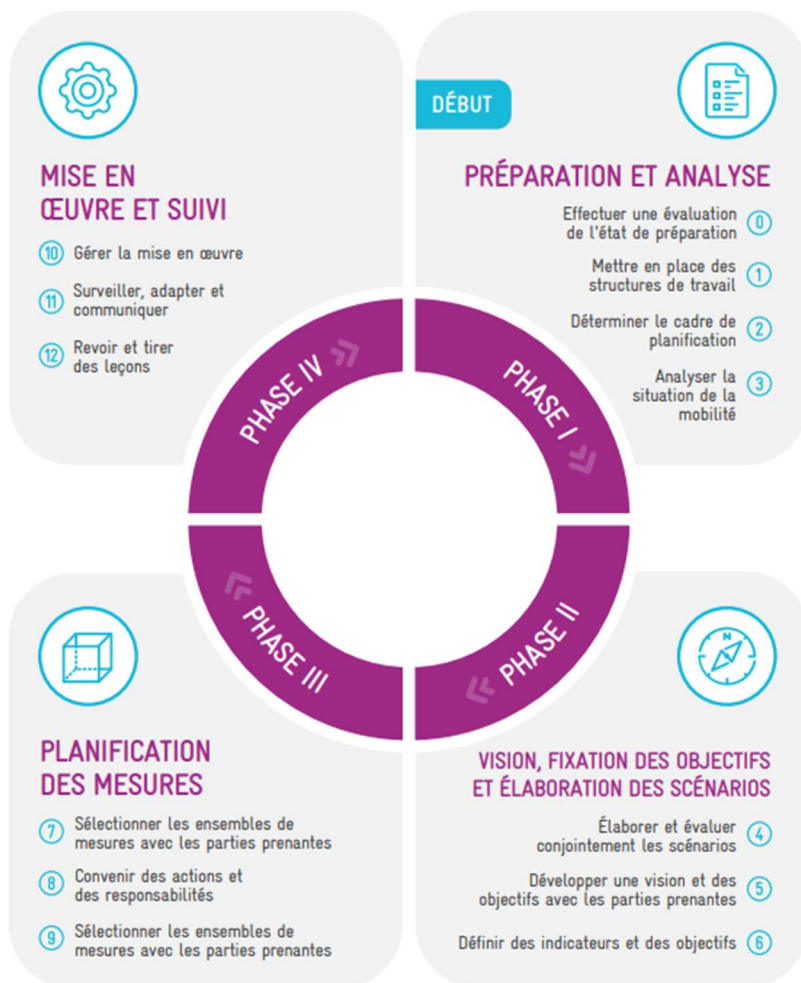 DÉBUT
PRÉPARATION ET ANALYSE
Effectuer une évaluation
de l'état de préparation
0
Mettre en place des
structures de travail
1
Déterminer le cadre de
planification
2
Analyser la
situation de la
mobilité
3
PHASE I
VISION, FIXATION DES OBJECTIFS
ET ÉLABORATION DES SCÉNARIOS
Élaborer et évaluer
conjointement les scénarios
4
Développer une vision et des
objectifs avec les parties prenantes
5
Définir des indicateurs et des objectifs 6
N
PHASE II
PLANIFICATION
DES MESURES
7 Sélectionner les ensembles de
mesures avec les parties prenantes
8 Convenir des actions et
des responsabilités
9 Sélectionner les ensembles de
mesures avec les parties prenantes
PHASE III
MISE EN
ŒUVRE ET SUIVI
10 Gérer la mise en œuvre
11 Surveiller, adapter et
communiquer
12 Revoir et tirer
des leçons
PHASE IV